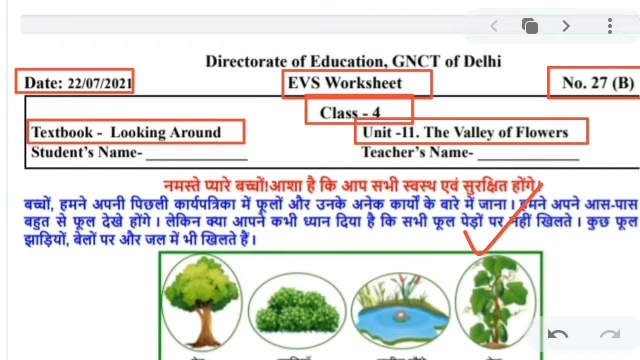 Directorate of Education, GNCT of Delhi
Date: 22/07/2021 EVS Worksheet No. 27 (B)
Class - 4
Textbook - Looking Around Unit -11. The Valley of Flowers
Student's Name- Teacher's Name-
नमस्ते प्यारे बच्चों!आशा है कि आप सभी स्वस्थ एवं सुरक्षित होंगे।
बच्चों, हमने अपनी पिछली कार्यपत्रिका में फूलों और उनके अनेक कार्यों के बारे में जाना। हमने अपने आस-पास
बहुत से फूल देखे होंगे । लेकिन क्या आपने कभी ध्यान दिया है कि सभी फूल पेड़ों पर नहीं खिलते । कुछ फूल
झाड़ियों, बेलों पर और जल में भी खिलते हैं ।